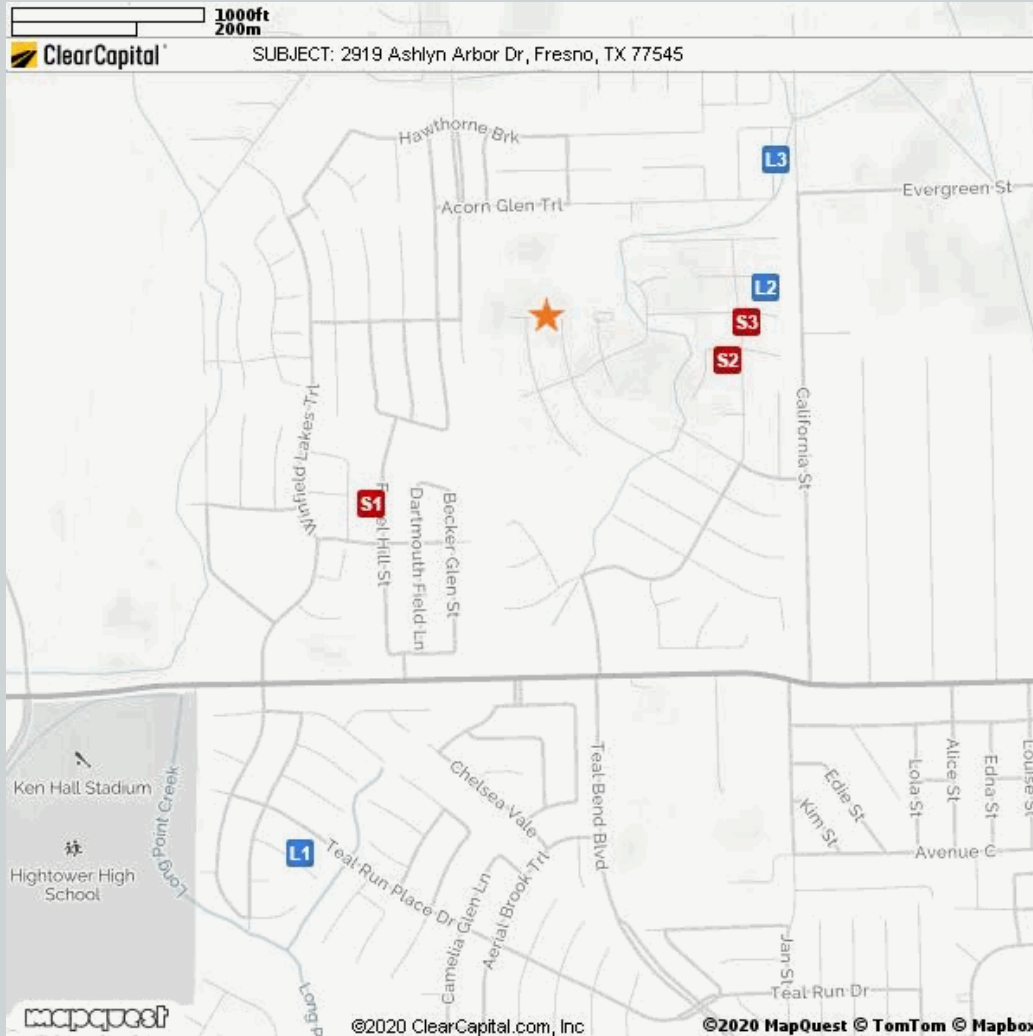 1000ft
200m
ClearCapital
SUBJECT: 2919 Ashlyn Arbor Dr, Fresno, TX 77545
Hawthorne Brk
L3
Evergreen St
Acorn Glen Trl
L2
S3
S2
Winfield Lakes Trl
California St
S1
el Hill St
Dartmouth Field Ln
Becker Glen St
Ken Hall Stadium
Long Point Creek
Hightower High
School
L1
Chelsea Vale
Teal Bend Blvd
Teal Run Place Dr
Camelia Glen Ln
Aerial Brook Trl
Edie St
Kim St
Lola St
Alice St
Edna St
Louise St
Avenue C
Jan St
Teal Run Dr
Long P
mapquest
©2020 ClearCapital.com, Inc
©2020 MapQuest © TomTom © Mapbo